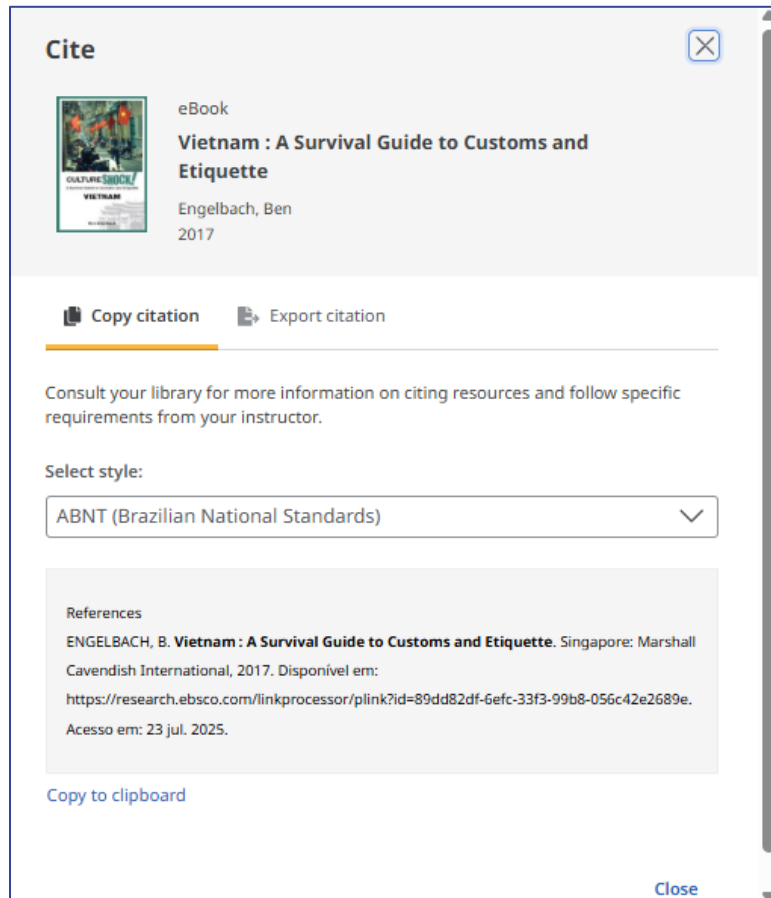 Cite
eBook
Vietnam : A Survival Guide to Customs and
Etiquette
Engelbach, Ben
2017
CULTURESHOCK!
VIETNAM
Copy citation
Export citation
Consult your library for more information on citing resources and follow specific
requirements from your instructor.
Select style:
ABNT (Brazilian National Standards)
References
ENGELBACH, B. Vietnam : A Survival Guide to Customs and Etiquette. Singapore: Marshall
Cavendish International, 2017. Disponível em:
https://research.ebsco.com/linkprocessor/plink?id=89dd82df-6efc-33f3-99b8-056c42e2689e.
Acesso em: 23 jul. 2025.
Copy to clipboard
Close